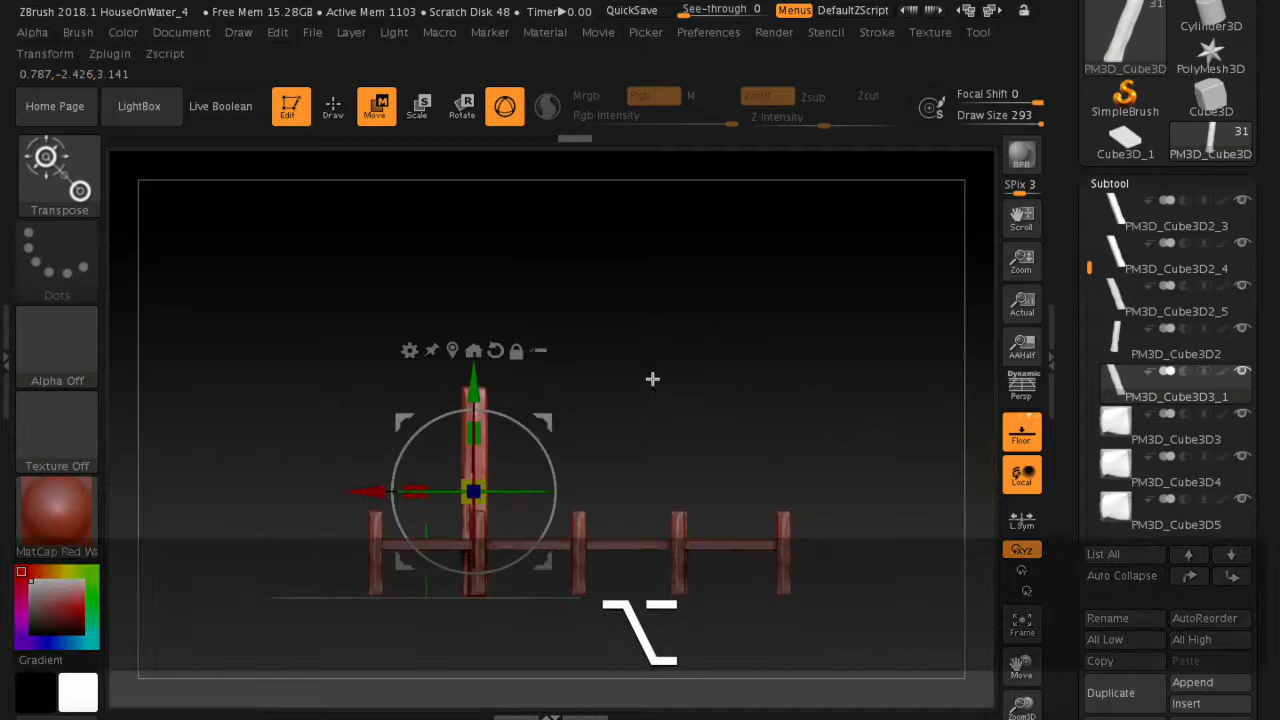 ZBrush 2018.1 HouseOnWater_4 • Free Mem 15.28GB • Active Mem 1103 • Scratch Disk 48 • Timer▶0.00 QuickSave See-through 0 Menus DefaultZScript
Alpha Brush Color Document Draw Edit File Layer Light Macro Marker Material Movie Picker Preferences Render Stencil Stroke Texture Tool
Transform Zplugin Zscript
0.787,-2.426,3.141
Home Page LightBox Live Boolean Edit Draw Move Scale Rotate
Mrgb Rgb M Zadd Zsub Zcut
Rgb Intensity Z Intensity
Focal Shift 0
Draw Size 293
Transpose
Dots
Alpha Off
Texture Off
MatCap Red Wa
Gradient
BPR
SPix 3
Scroll
Zoom
Actual
AAHalf
Dynamic
Persp
Floor
Local
L.Sym
XYZ
Frame
Move
Zoom3D
31
PM3D_Cube3D
Cylinder3D
PolyMesh3D
SimpleBrush
Cube3D
Cube3D_1
31
PM3D_Cube3D
Subtool
PM3D_Cube3D2_3
PM3D_Cube3D2_4
PM3D_Cube3D2_5
PM3D_Cube3D2
PM3D_Cube3D3_1
PM3D_Cube3D3
PM3D_Cube3D4
PM3D_Cube3D5
List All
Auto Collapse
Rename AutoReorder
All Low All High
Copy Paste
Duplicate
Append
Insert